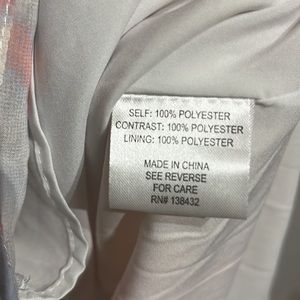 SELF: 100% POLYESTER
CONTRAST: 100% POLYESTER
LINING: 100% POLYESTER
MADE IN CHINA
SEE REVERSE
FOR CARE
RN# 138432